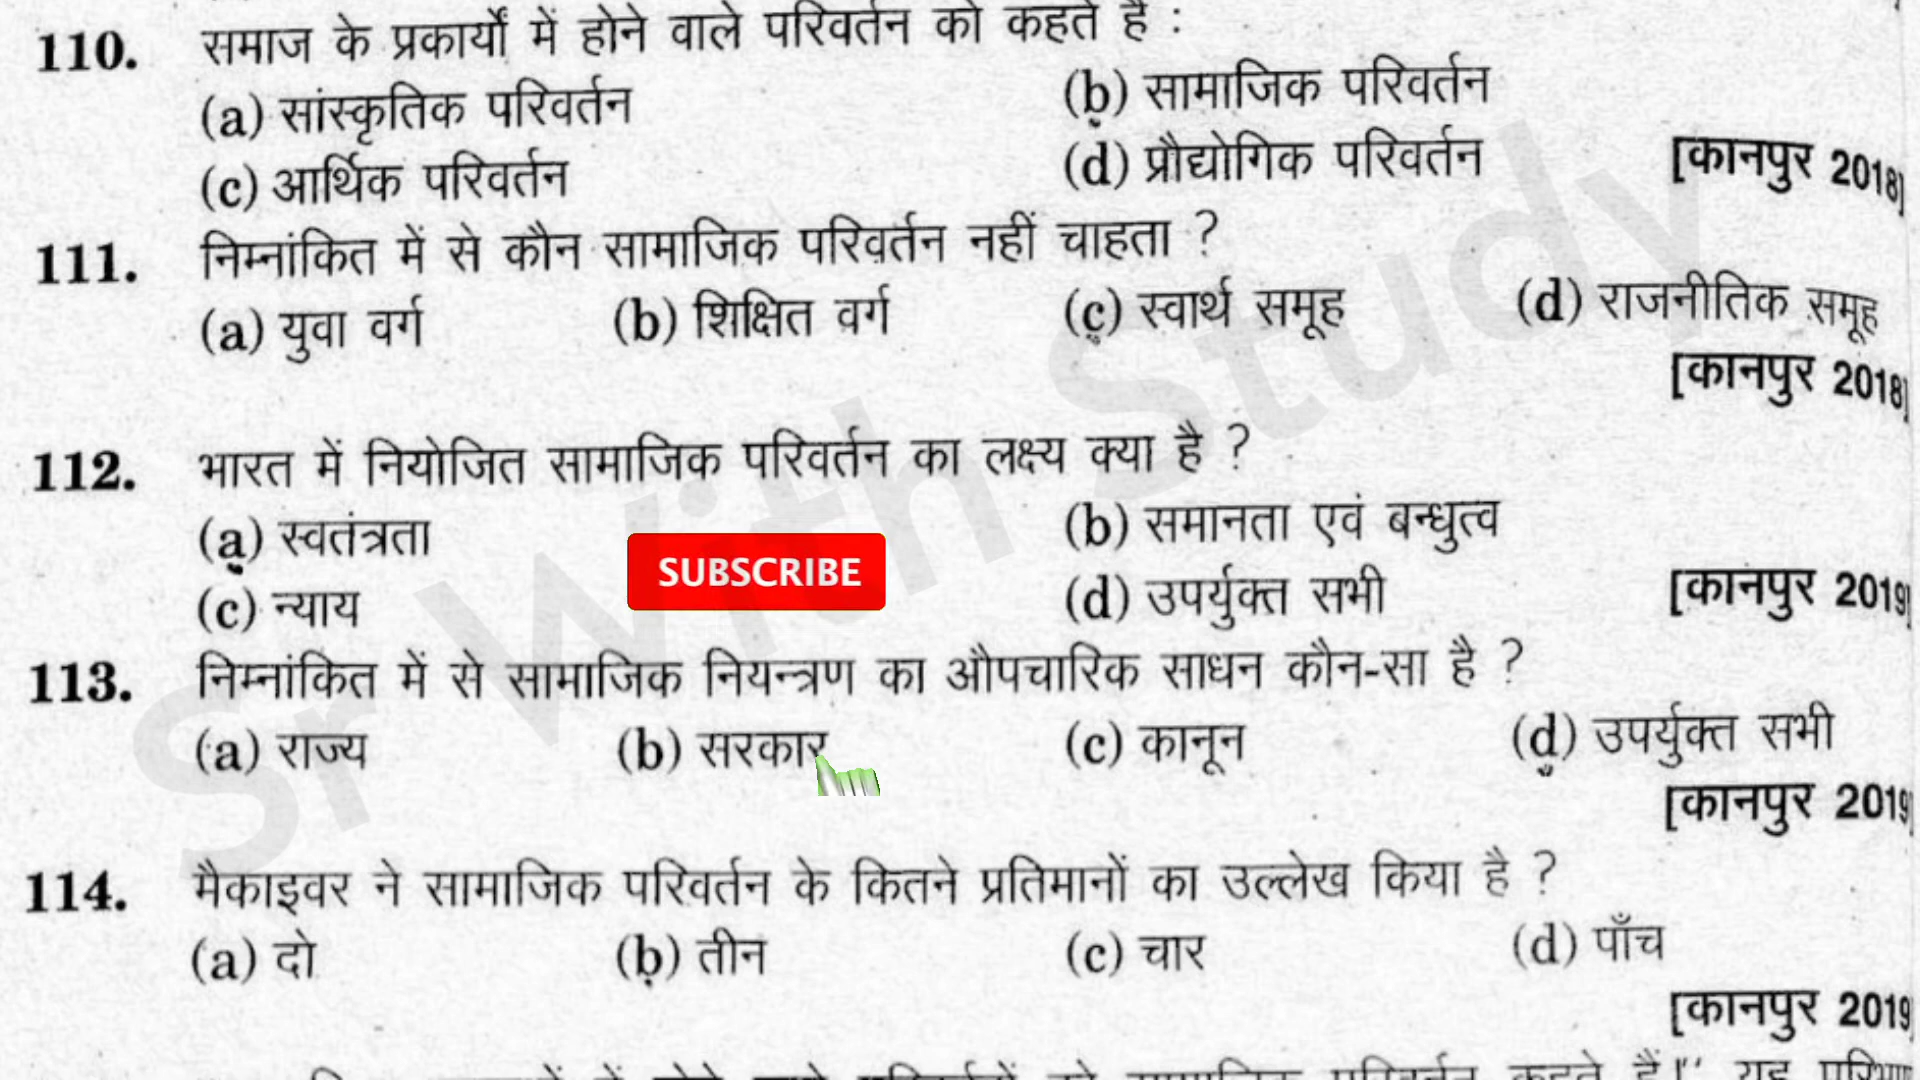 110. समाज के प्रकार्यों में होने वाले परिवर्तन को कहते हैं :
(a) सांस्कृतिक परिवर्तन (b) सामाजिक परिवर्तन
(c) आर्थिक परिवर्तन (d) प्रौद्योगिक परिवर्तन [कानपुर 2018]
111. निम्नांकित में से कौन सामाजिक परिवर्तन नहीं चाहता ?
(a) युवा वर्ग (b) शिक्षित वर्ग (c) स्वार्थ समूह (d) राजनीतिक समूह
[कानपुर 2018]
112. भारत में नियोजित सामाजिक परिवर्तन का लक्ष्य क्या है ?
(a) स्वतंत्रता (b) समानता एवं बन्धुत्व
SUBSCRIBE
(c) न्याय (d) उपर्युक्त सभी [कानपुर 2019]
113. निम्नांकित में से सामाजिक नियन्त्रण का औपचारिक साधन कौन-सा है ?
(a) राज्य (b) सरकार (c) कानून (d) उपर्युक्त सभी
[कानपुर 2019]
114. मैकाइवर ने सामाजिक परिवर्तन के कितने प्रतिमानों का उल्लेख किया है ?
(a) दो (b) तीन (c) चार (d) पाँच
[कानपुर 2019
Sr With Study